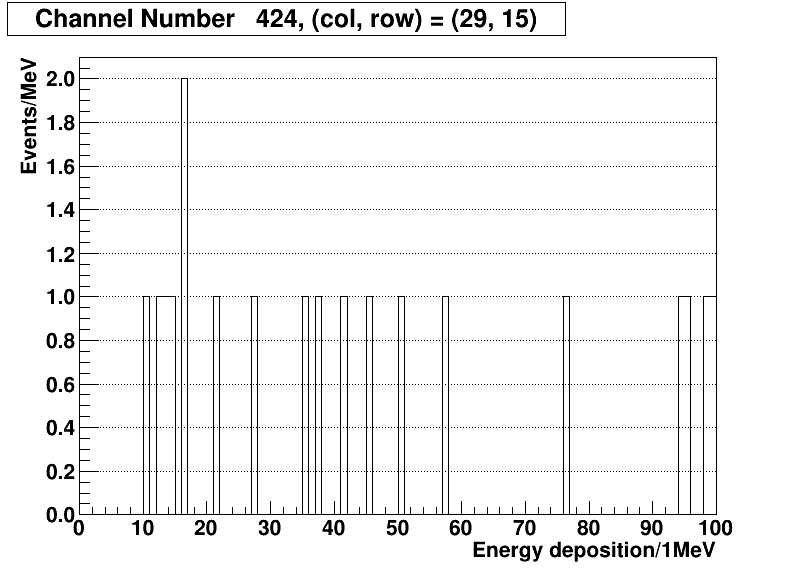 Channel Number 424, (col, row) = (29, 15)
Events/MeV
2.0
1.8
1.6
1.4
1.2
1.0
0.8
0.6
0.4
0.2
0.0
0 10 20 30 40 50 60 70 80 90 100
Energy deposition/1MeV